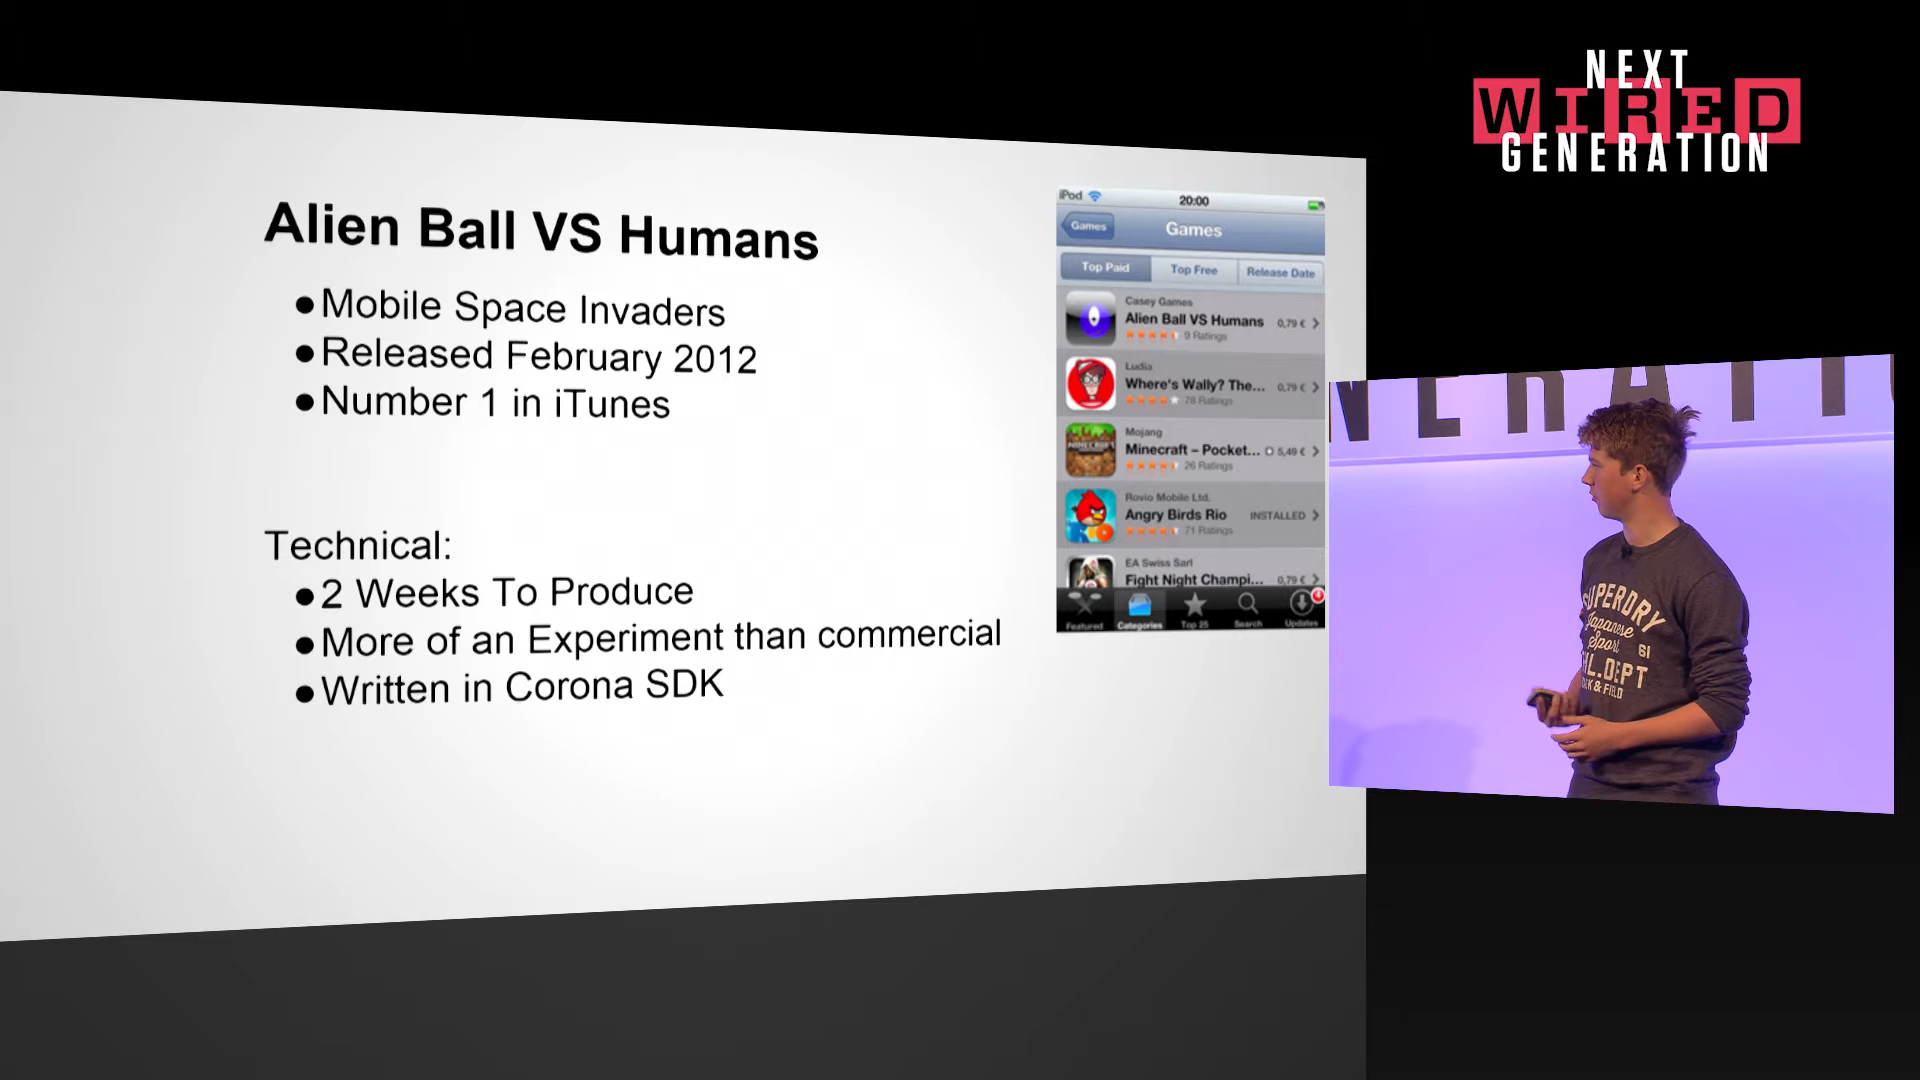 NEXT
WIRED
GENERATION
Alien Ball VS Humans
●Mobile Space Invaders
●Released February 2012
●Number 1 in iTunes
Technical:
●2 Weeks To Produce
●More of an Experiment than commercial
●Written in Corona SDK
iPod 20:00
Games Games
Top Paid Top Free Release Date
Casey Games
Alien Ball VS Humans 0,79 €
9 Ratings
Ludia
Where's Wally? The... 0,79 €
78 Ratings
Mojang
MINECRAFT
Minecraft – Pocket... 5,49 €
26 Ratings
Rovio Mobile Ltd.
Angry Birds Rio INSTALLED
71 Ratings
EA Swiss Sarl
Fight Night Champi... 0,79 €
4
Featured Categories Top 25 Search Updates
NERATI
SUPERDRY
Japanese
Sport 61
HL.DEPT
CK & FIELD